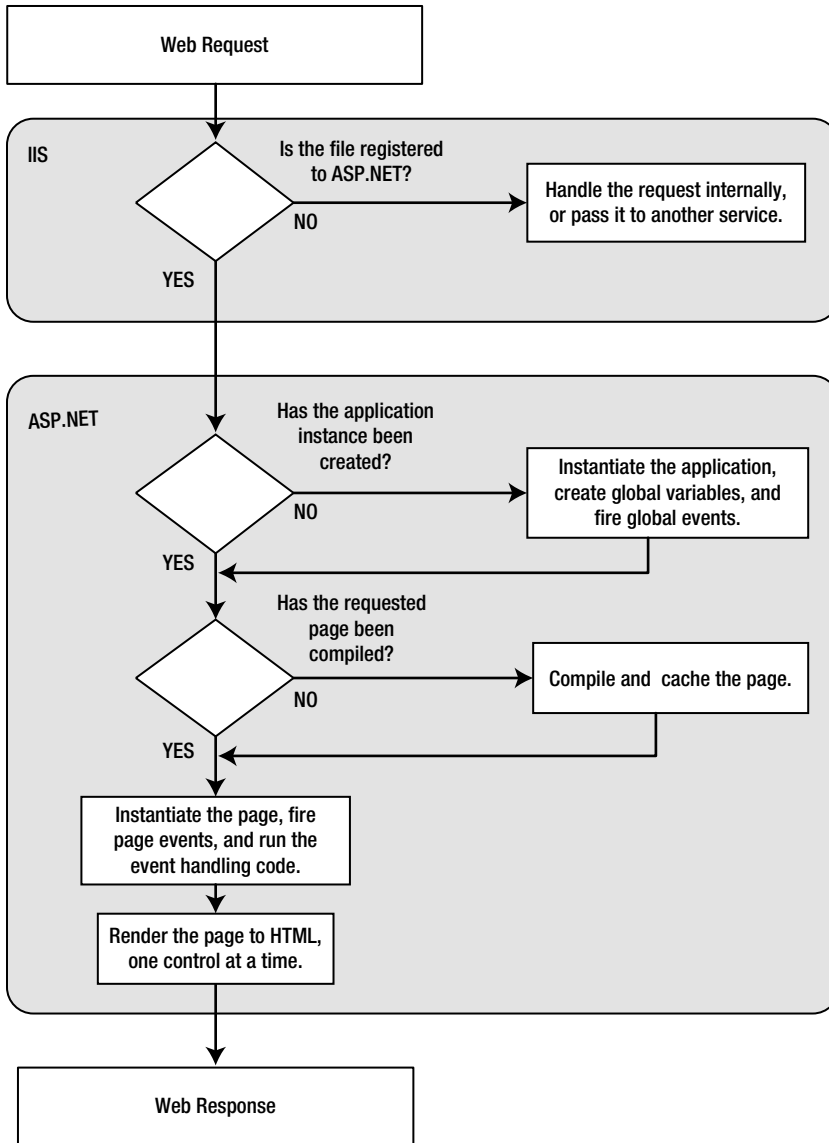 Web Request
IIS
Is the file registered
to ASP.NET?
Handle the request internally,
or pass it to another service.
NO
YES
ASP.NET
Has the application
instance been
created?
Instantiate the application,
create global variables, and
fire global events.
NO
YES
Has the requested
page been
compiled?
Compile and cache the page.
NO
YES
Instantiate the page, fire
page events, and run the
event handling code.
Render the page to HTML,
one control at a time.
Web Response